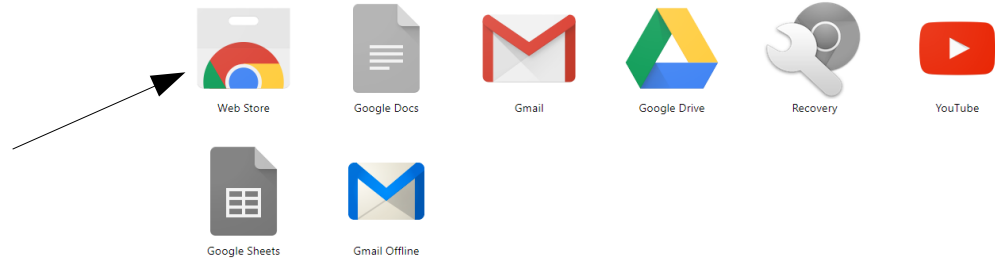 Web Store
Google Docs
Gmail
Google Drive
Recovery
YouTube
Google Sheets
Gmail Offline